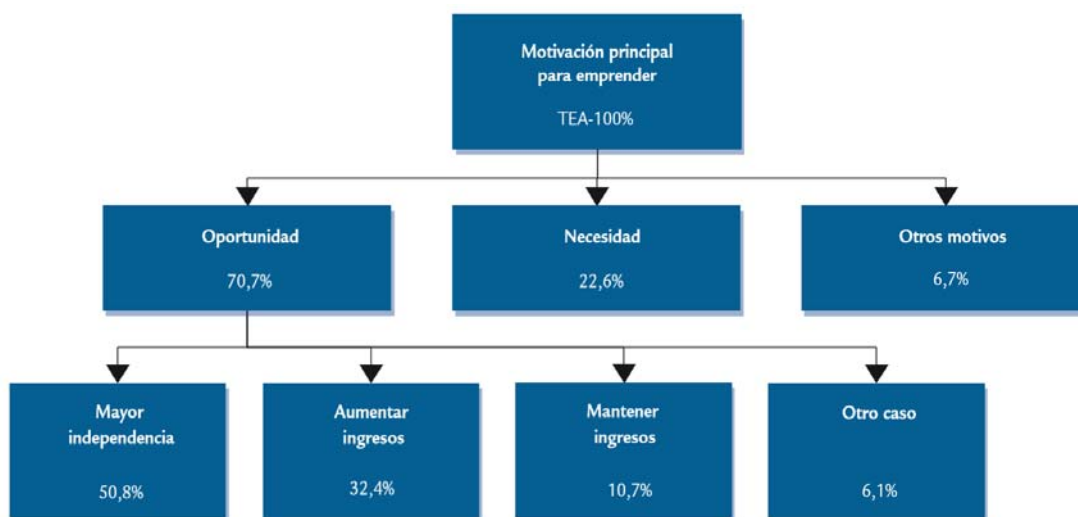 Motivación principal
para emprender
TEA-100%
Oportunidad
70,7%
Necesidad
22,6%
Otros motivos
6,7%
Mayor
independencia
50,8%
Aumentar
ingresos
32,4%
Mantener
ingresos
10,7%
Otro caso
6,1%